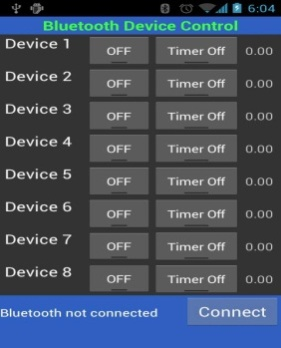 6:04
Bluetooth Device Control
Device 1 OFF Timer Off 0.00
Device 2 OFF Timer Off 0.00
Device 3 OFF Timer Off 0.00
Device 4 OFF Timer Off 0.00
Device 5 OFF Timer Off 0.00
Device 6 OFF Timer Off 0.00
Device 7 OFF Timer Off 0.00
Device 8 OFF Timer Off 0.00
Bluetooth not connected Connect